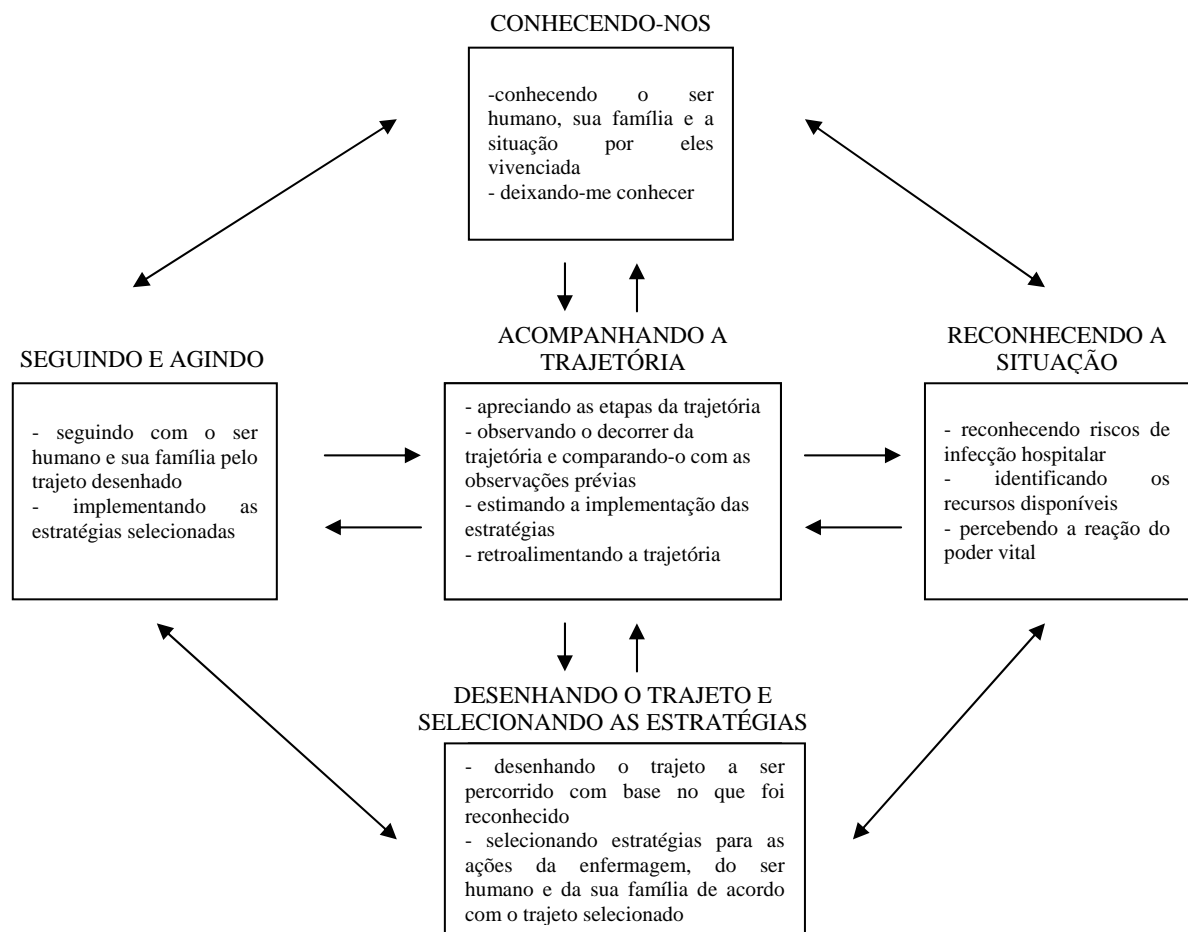 CONHECENDO-NOS
-conhecendo o ser
humano, sua família e a
situação por eles
vivenciada
- deixando-me conhecer
SEGUINDO E AGINDO
- seguindo com o ser
humano e sua família pelo
trajeto desenhado
- implementando as
estratégias selecionadas
ACOMPANHANDO A
TRAJETÓRIA
- apreciando as etapas da trajetória
- observando o decorrer da
trajetória e comparando-o com as
observações prévias
- estimando a implementação das
estratégias
- retroalimentando a trajetória
RECONHECENDO A
SITUAÇÃO
- reconhecendo riscos de
infecção hospitalar
- identificando os
recursos disponíveis
- percebendo a reação do
poder vital
DESENHANDO O TRAJETO E
SELECIONANDO AS ESTRATÉGIAS
- desenhando o trajeto a ser
percorrido com base no que foi
reconhecido
- selecionando estratégias para as
ações da enfermagem, do ser
humano e da sua família de acordo
com o trajeto selecionado